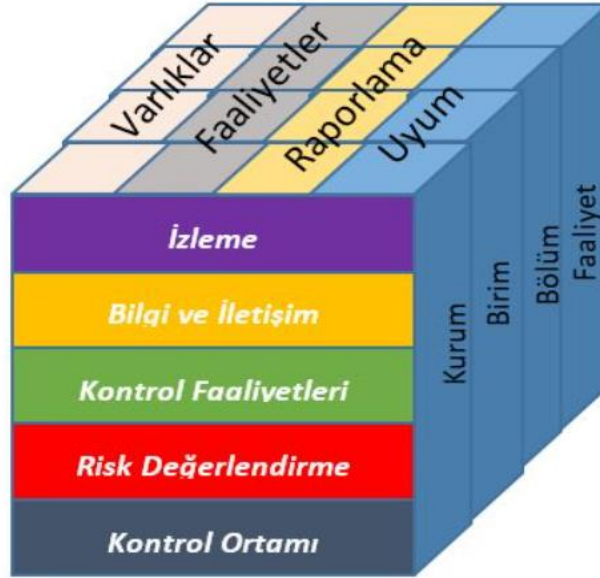 Varlıklar
Faaliyetler
Raporlama
Uyum
İzleme
Bilgi ve İletişim
Kontrol Faaliyetleri
Risk Değerlendirme
Kontrol Ortamı
Kurum
Birim
Bölüm
Faaliyet